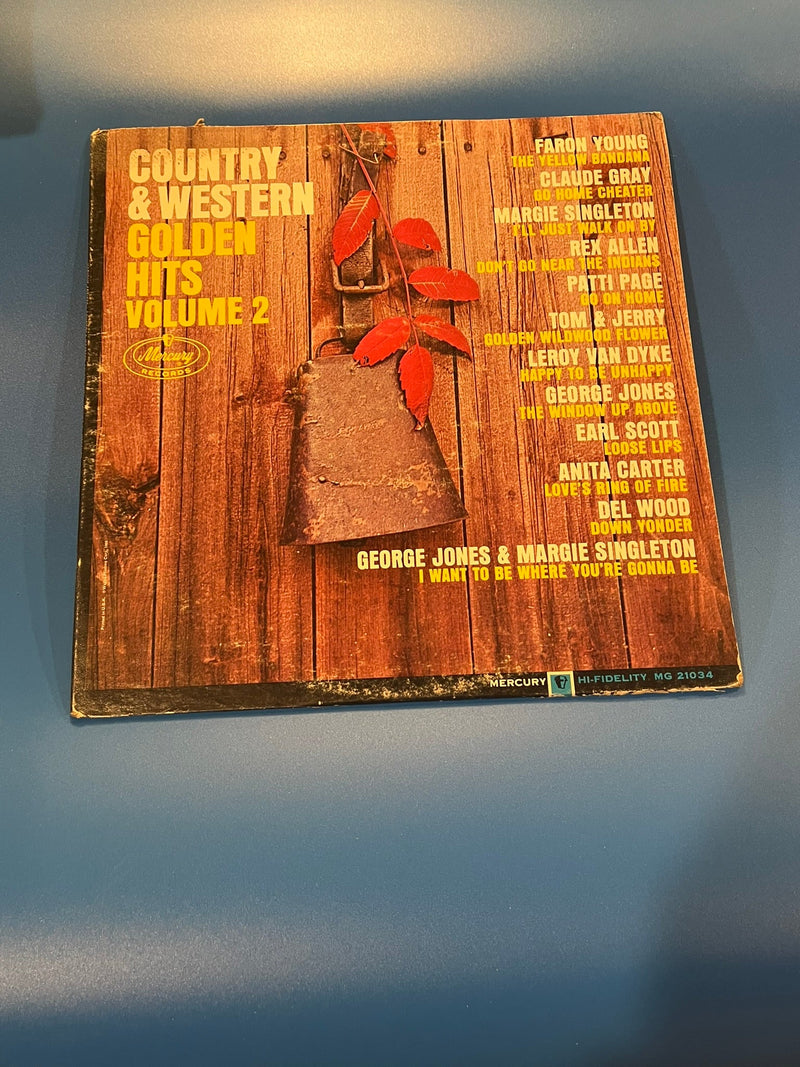 COUNTRY
& WESTERN
GOLDEN
HITS
VOLUME 2
Mercury
RECORDS
FARON YOUNG
THE YELLOW BANDANA
CLAUDE GRAY
GO HOME CHEATER
MARGIE SINGLETON
I'LL JUST WALK ON BY
REX ALLEN
DON'T GO NEAR THE INDIANS
PATTI PAGE
GO ON HOME
TOM & JERRY
GOLDEN WILDWOOD FLOWER
LEROY VAN DYKE
HAPPY TO BE UNHAPPY
GEORGE JONES
THE WINDOW UP ABOVE
EARL SCOTT
LOOSE LIPS
ANITA CARTER
LOVE'S RING OF FIRE
DEL WOOD
DOWN YONDER
GEORGE JONES & MARGIE SINGLETON
I WANT TO BE WHERE YOU'RE GONNA BE
MERCURY HI-FIDELITY MG 21034